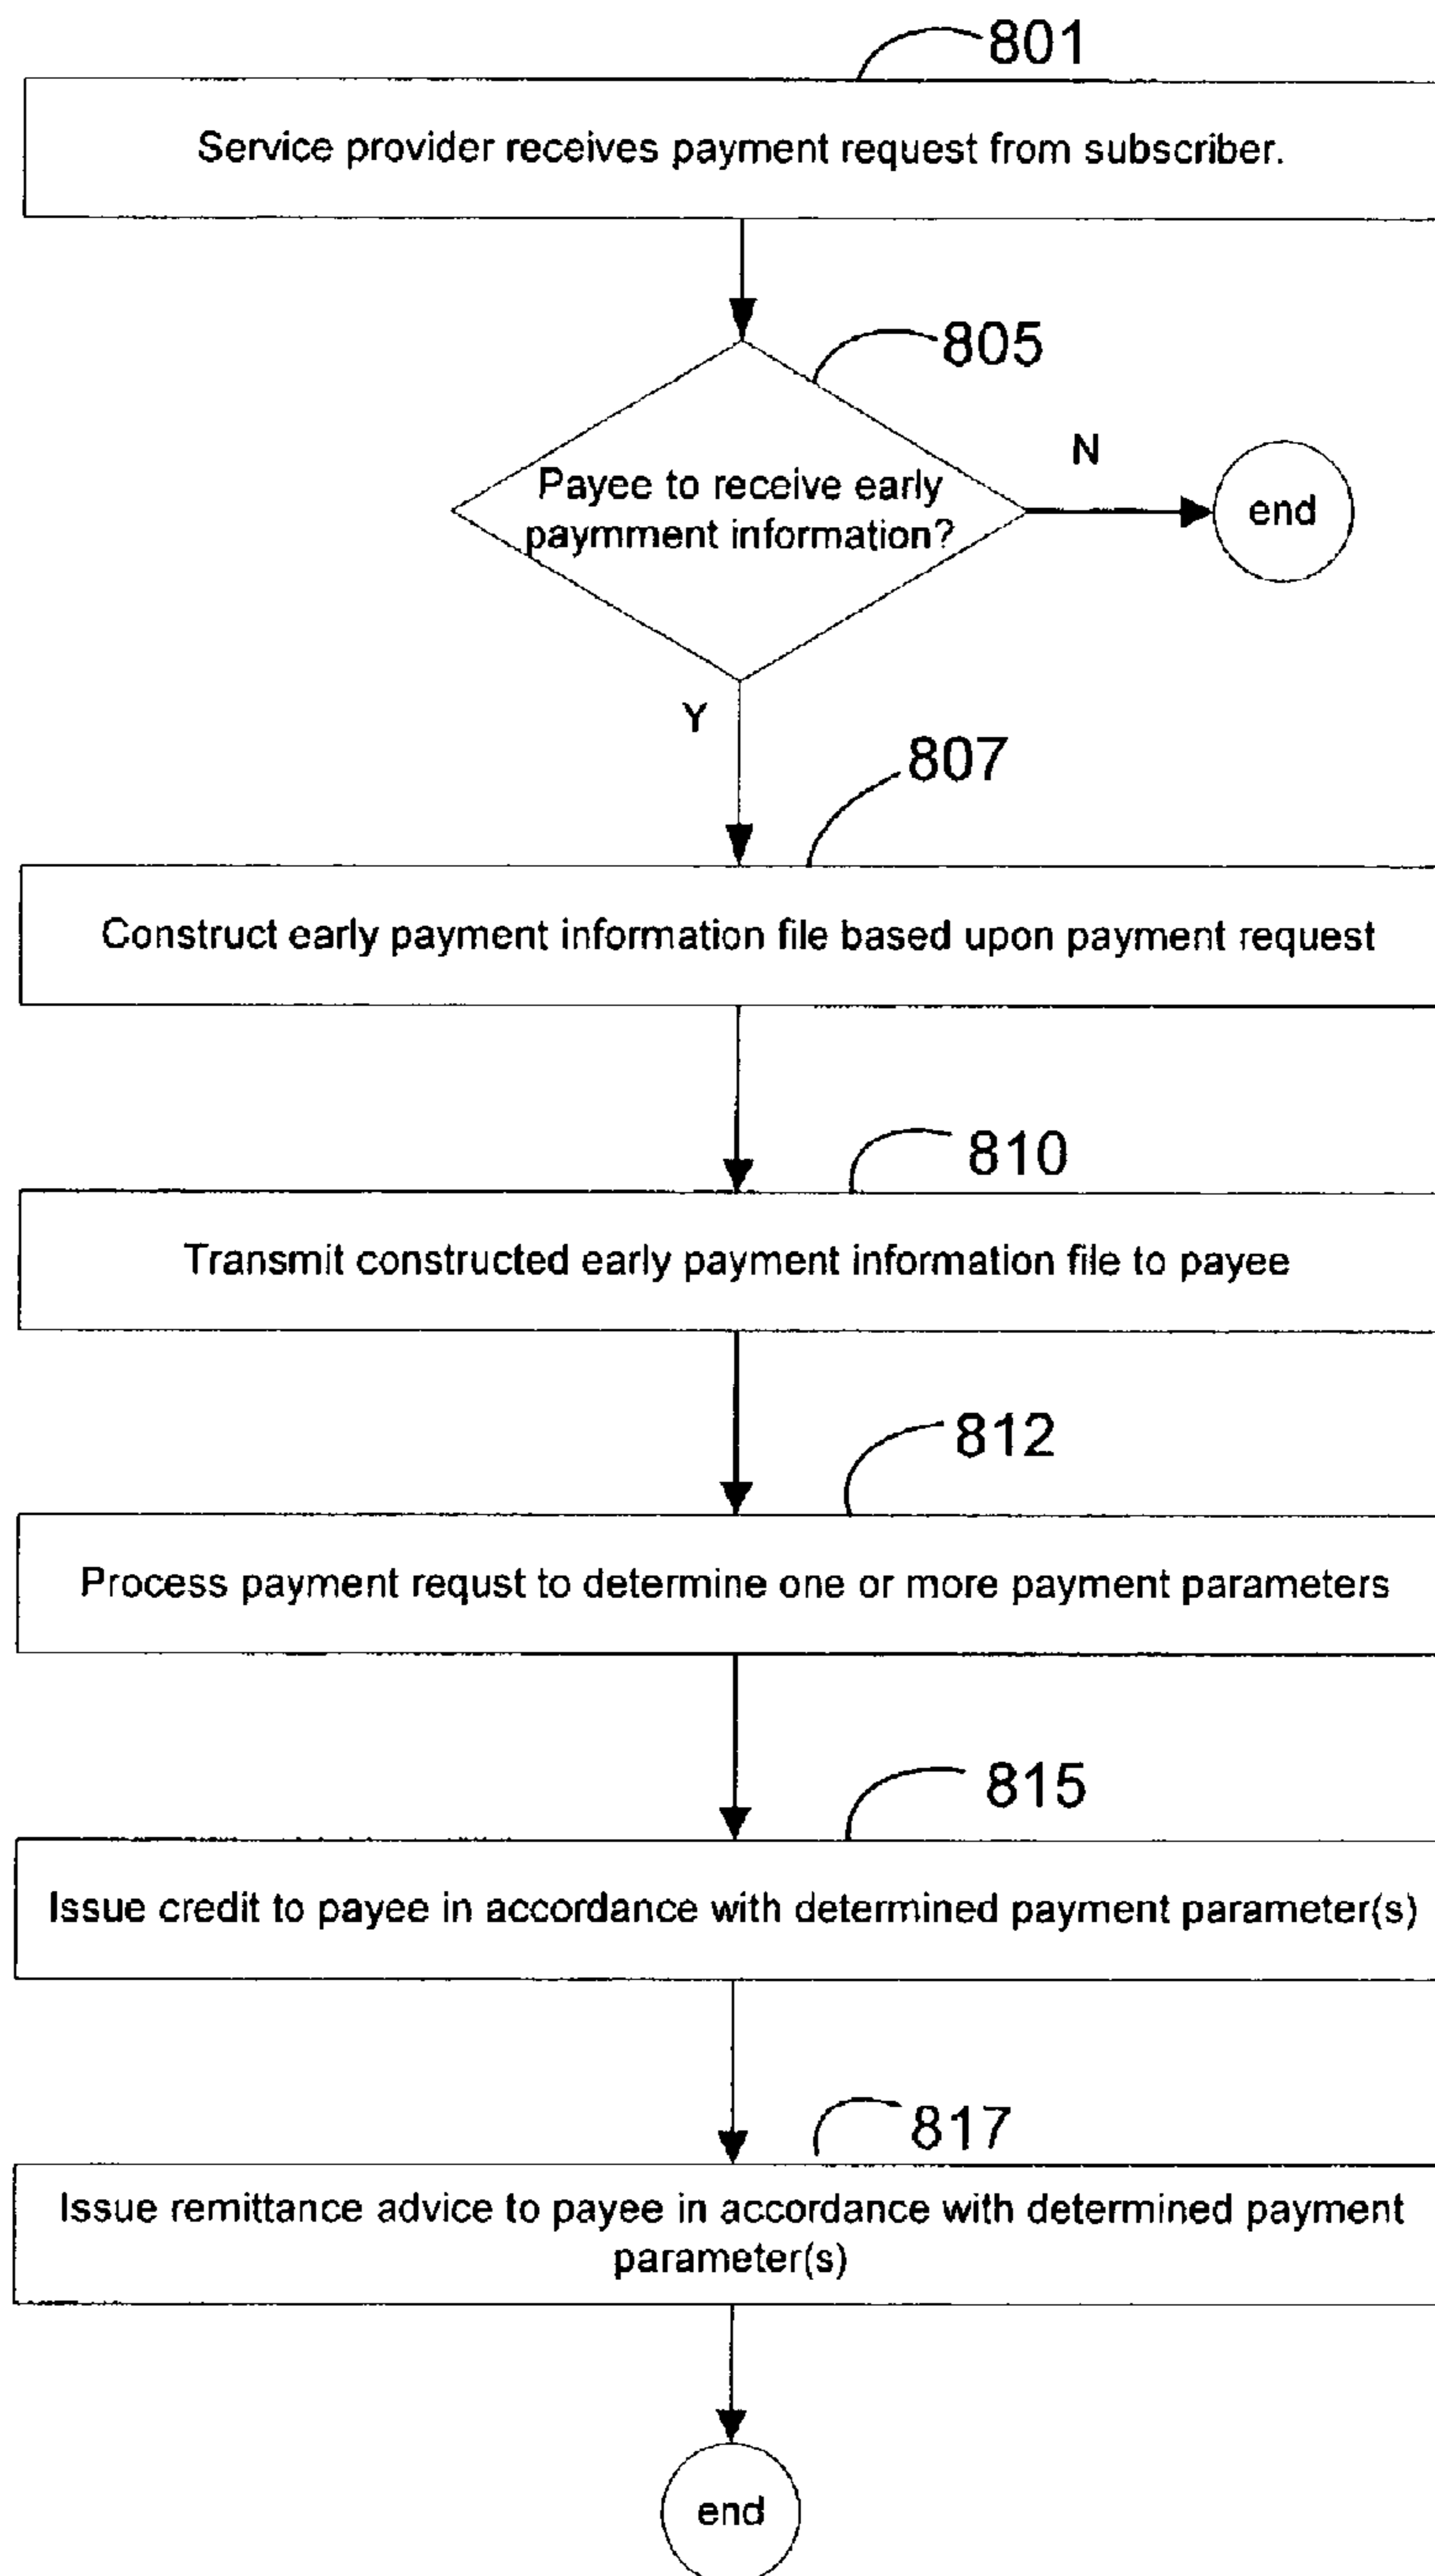 801
Service provider receives payment request from subscriber.
805
Payee to receive early
paymment information?
N
end
Y
807
Construct early payment information file based upon payment request
810
Transmit constructed early payment information file to payee
812
Process payment requst to determine one or more payment parameters
815
Issue credit to payee in accordance with determined payment parameter(s)
817
Issue remittance advice to payee in accordance with determined payment
parameter(s)
end